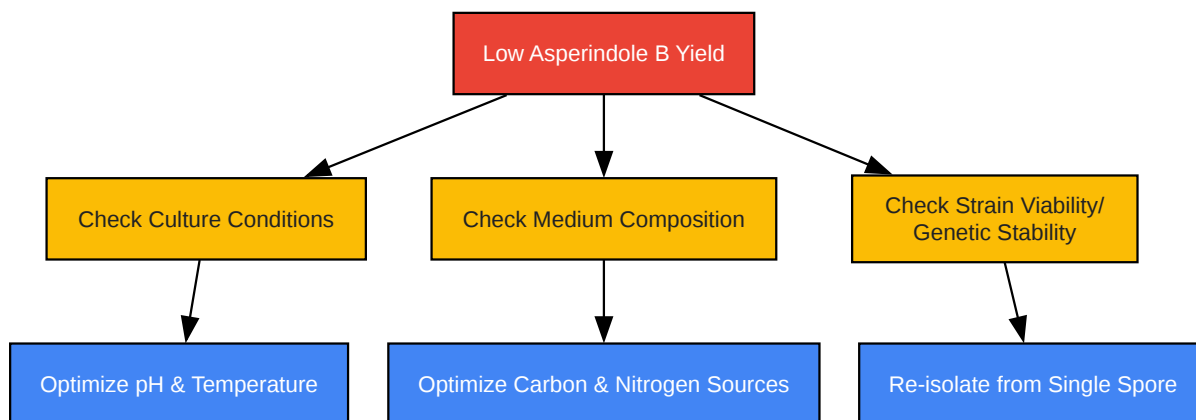 Low Asperindole B Yield
Check Culture Conditions
Check Medium Composition
Check Strain Viability/
Genetic Stability
Optimize pH & Temperature
Optimize Carbon & Nitrogen Sources
Re-isolate from Single Spore